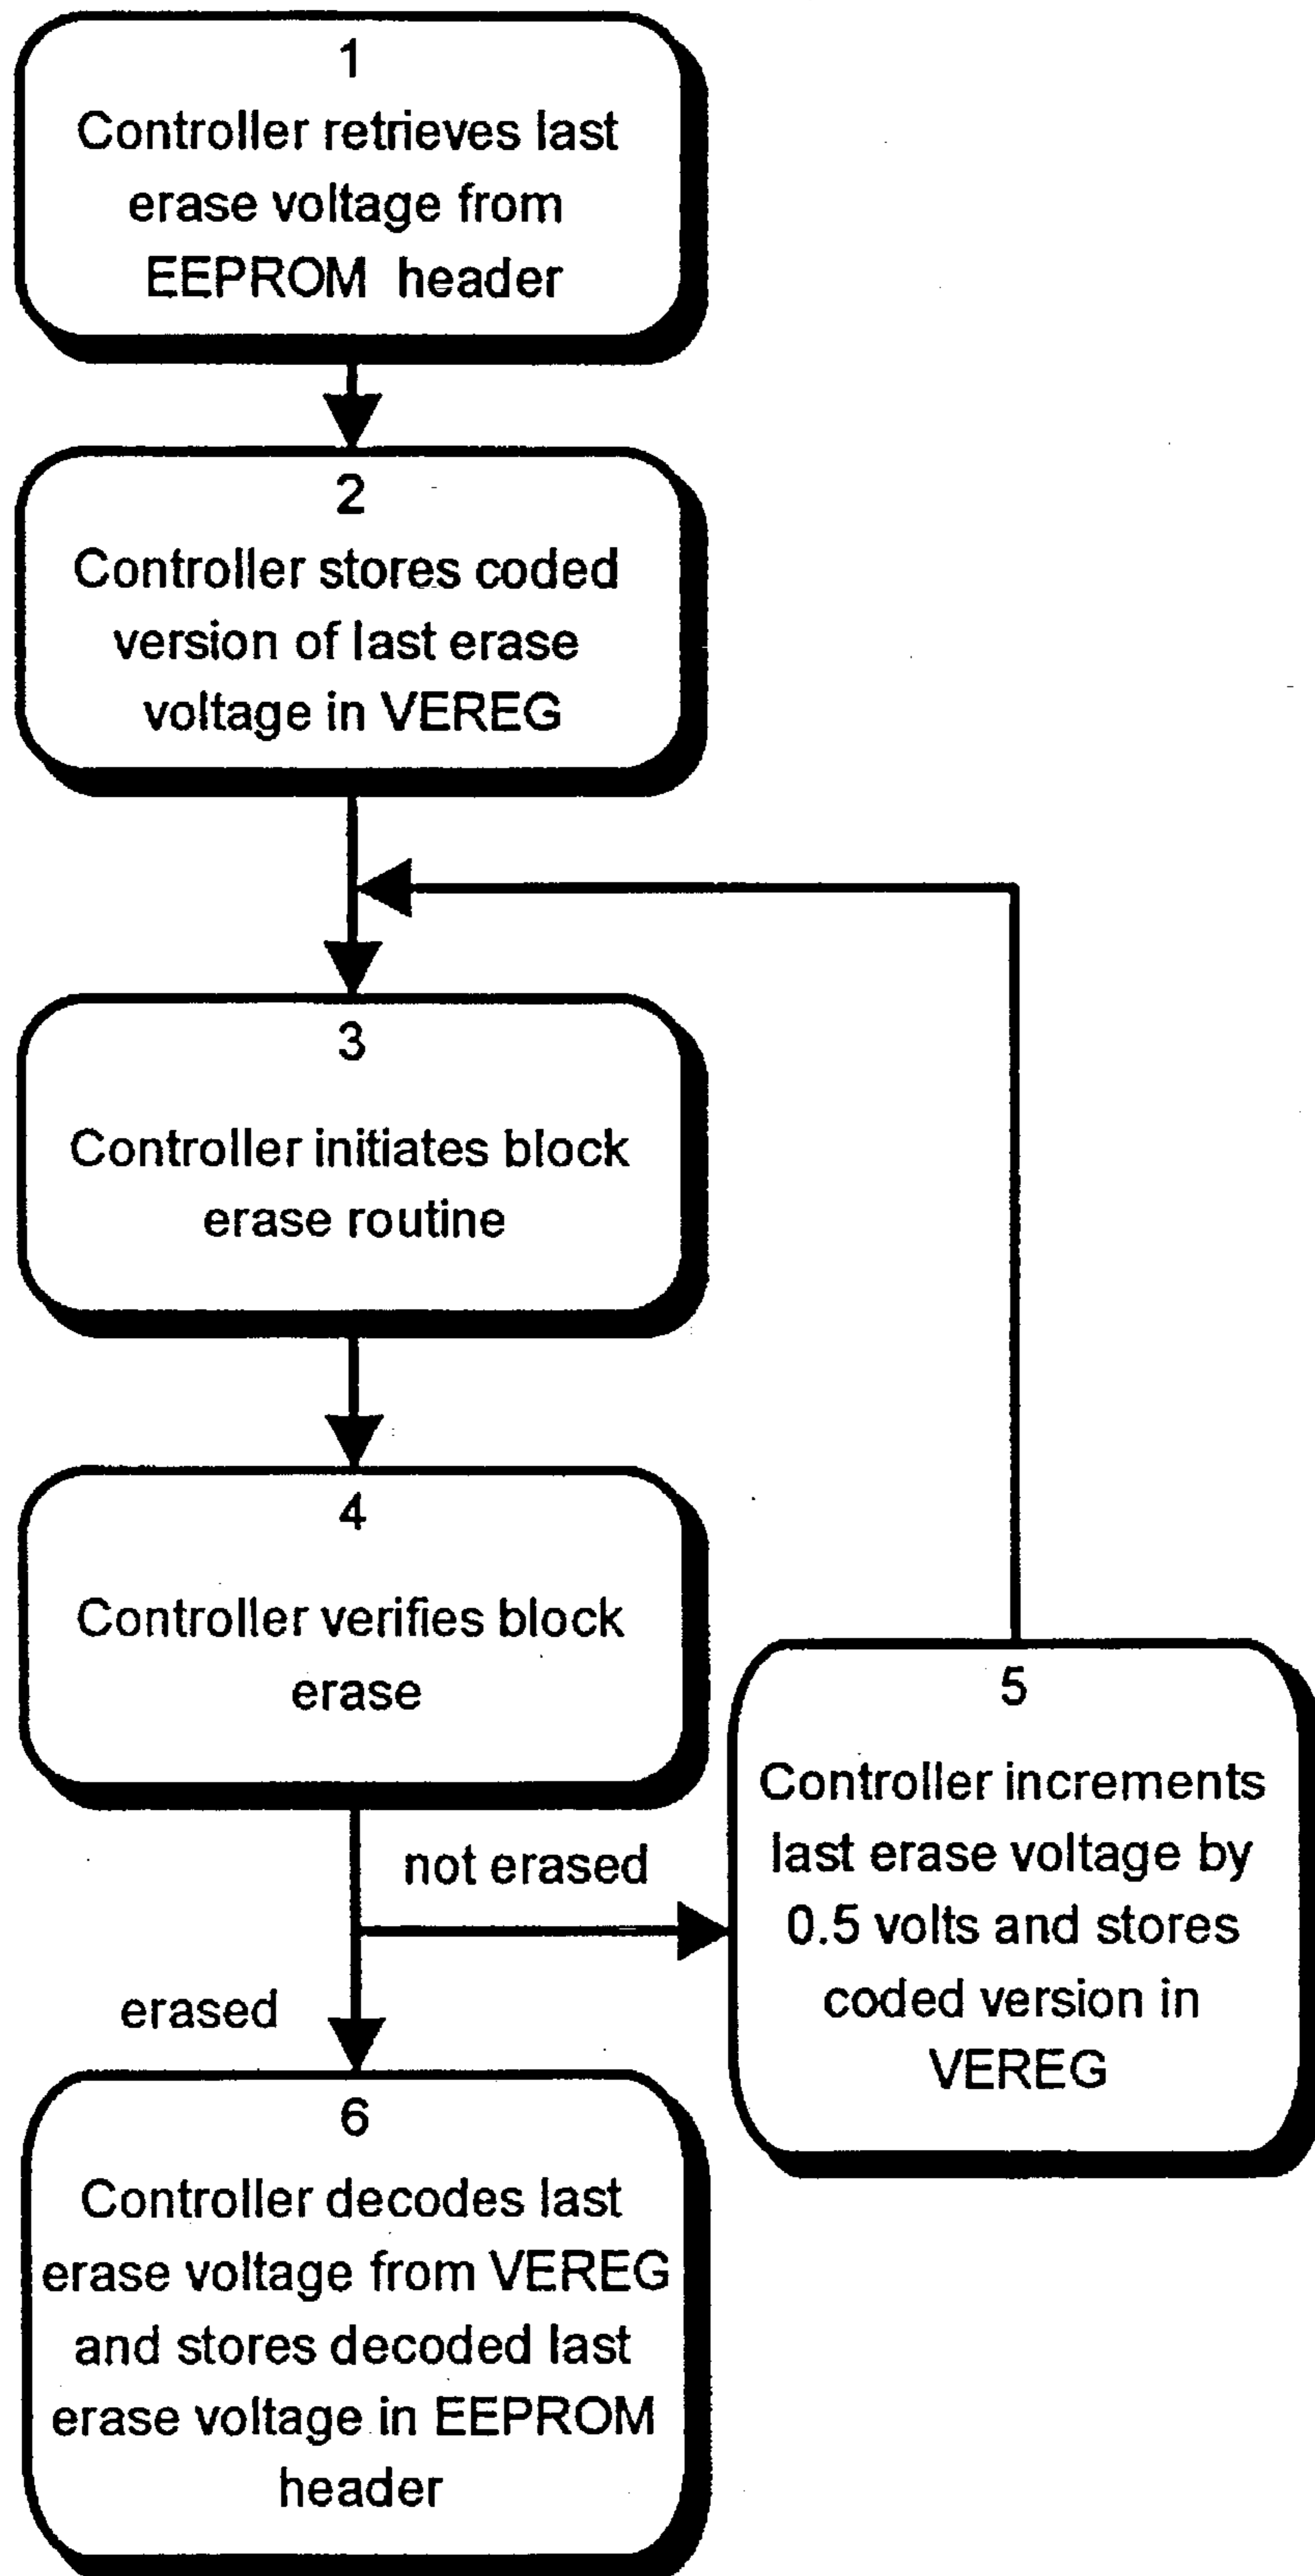 1
Controller retrieves last
erase voltage from
EEPROM header
2
Controller stores coded
version of last erase
voltage in VEREG
3
Controller initiates block
erase routine
4
Controller verifies block
erase
not erased
erased
5
Controller increments
last erase voltage by
0.5 volts and stores
coded version in
VEREG
6
Controller decodes last
erase voltage from VEREG
and stores decoded last
erase voltage in EEPROM
header